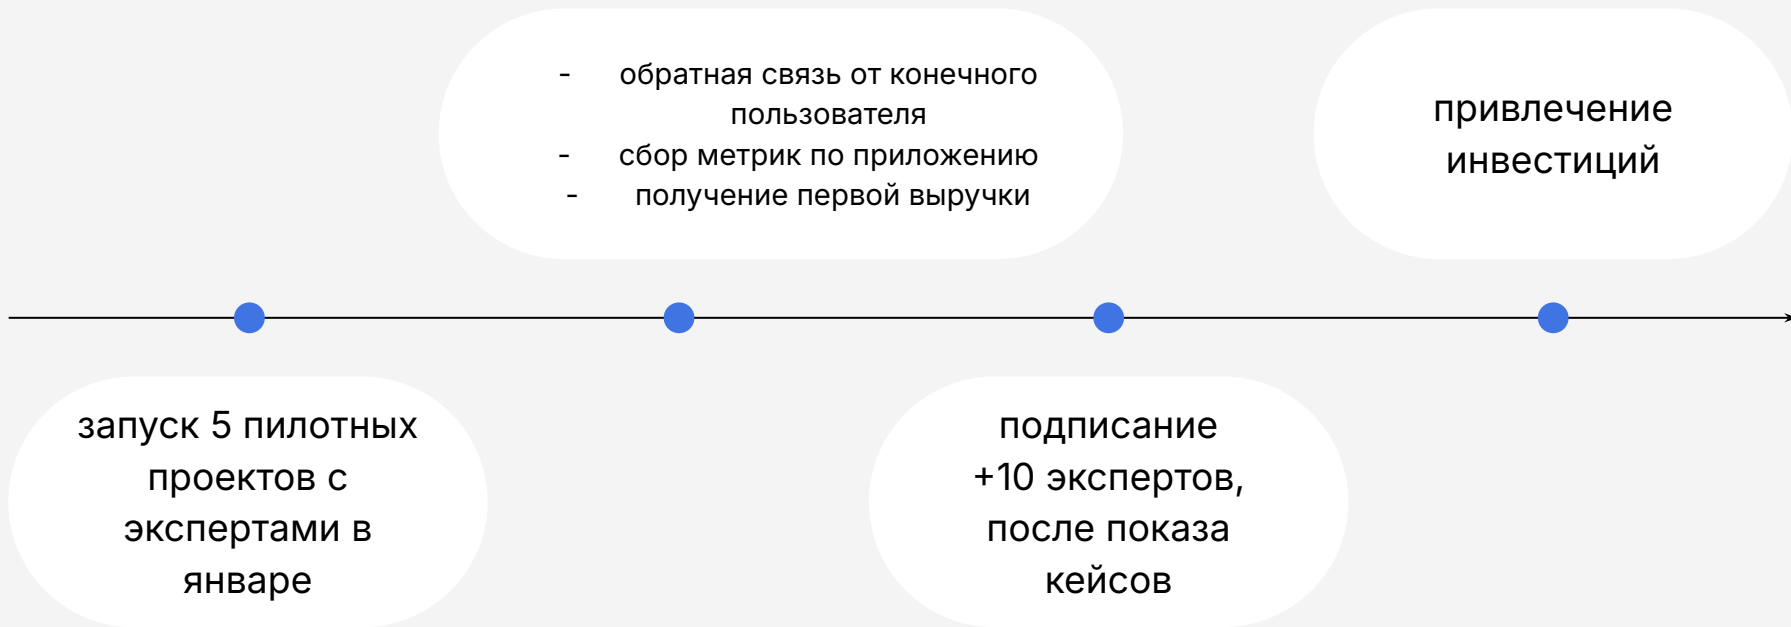 - обратная связь от конечного
пользователя
- сбор метрик по приложению
- получение первой выручки
привлечение
инвестиций
запуск 5 пилотных
проектов с
экспертами в
январе
подписание
+10 экспертов,
после показа
кейсов